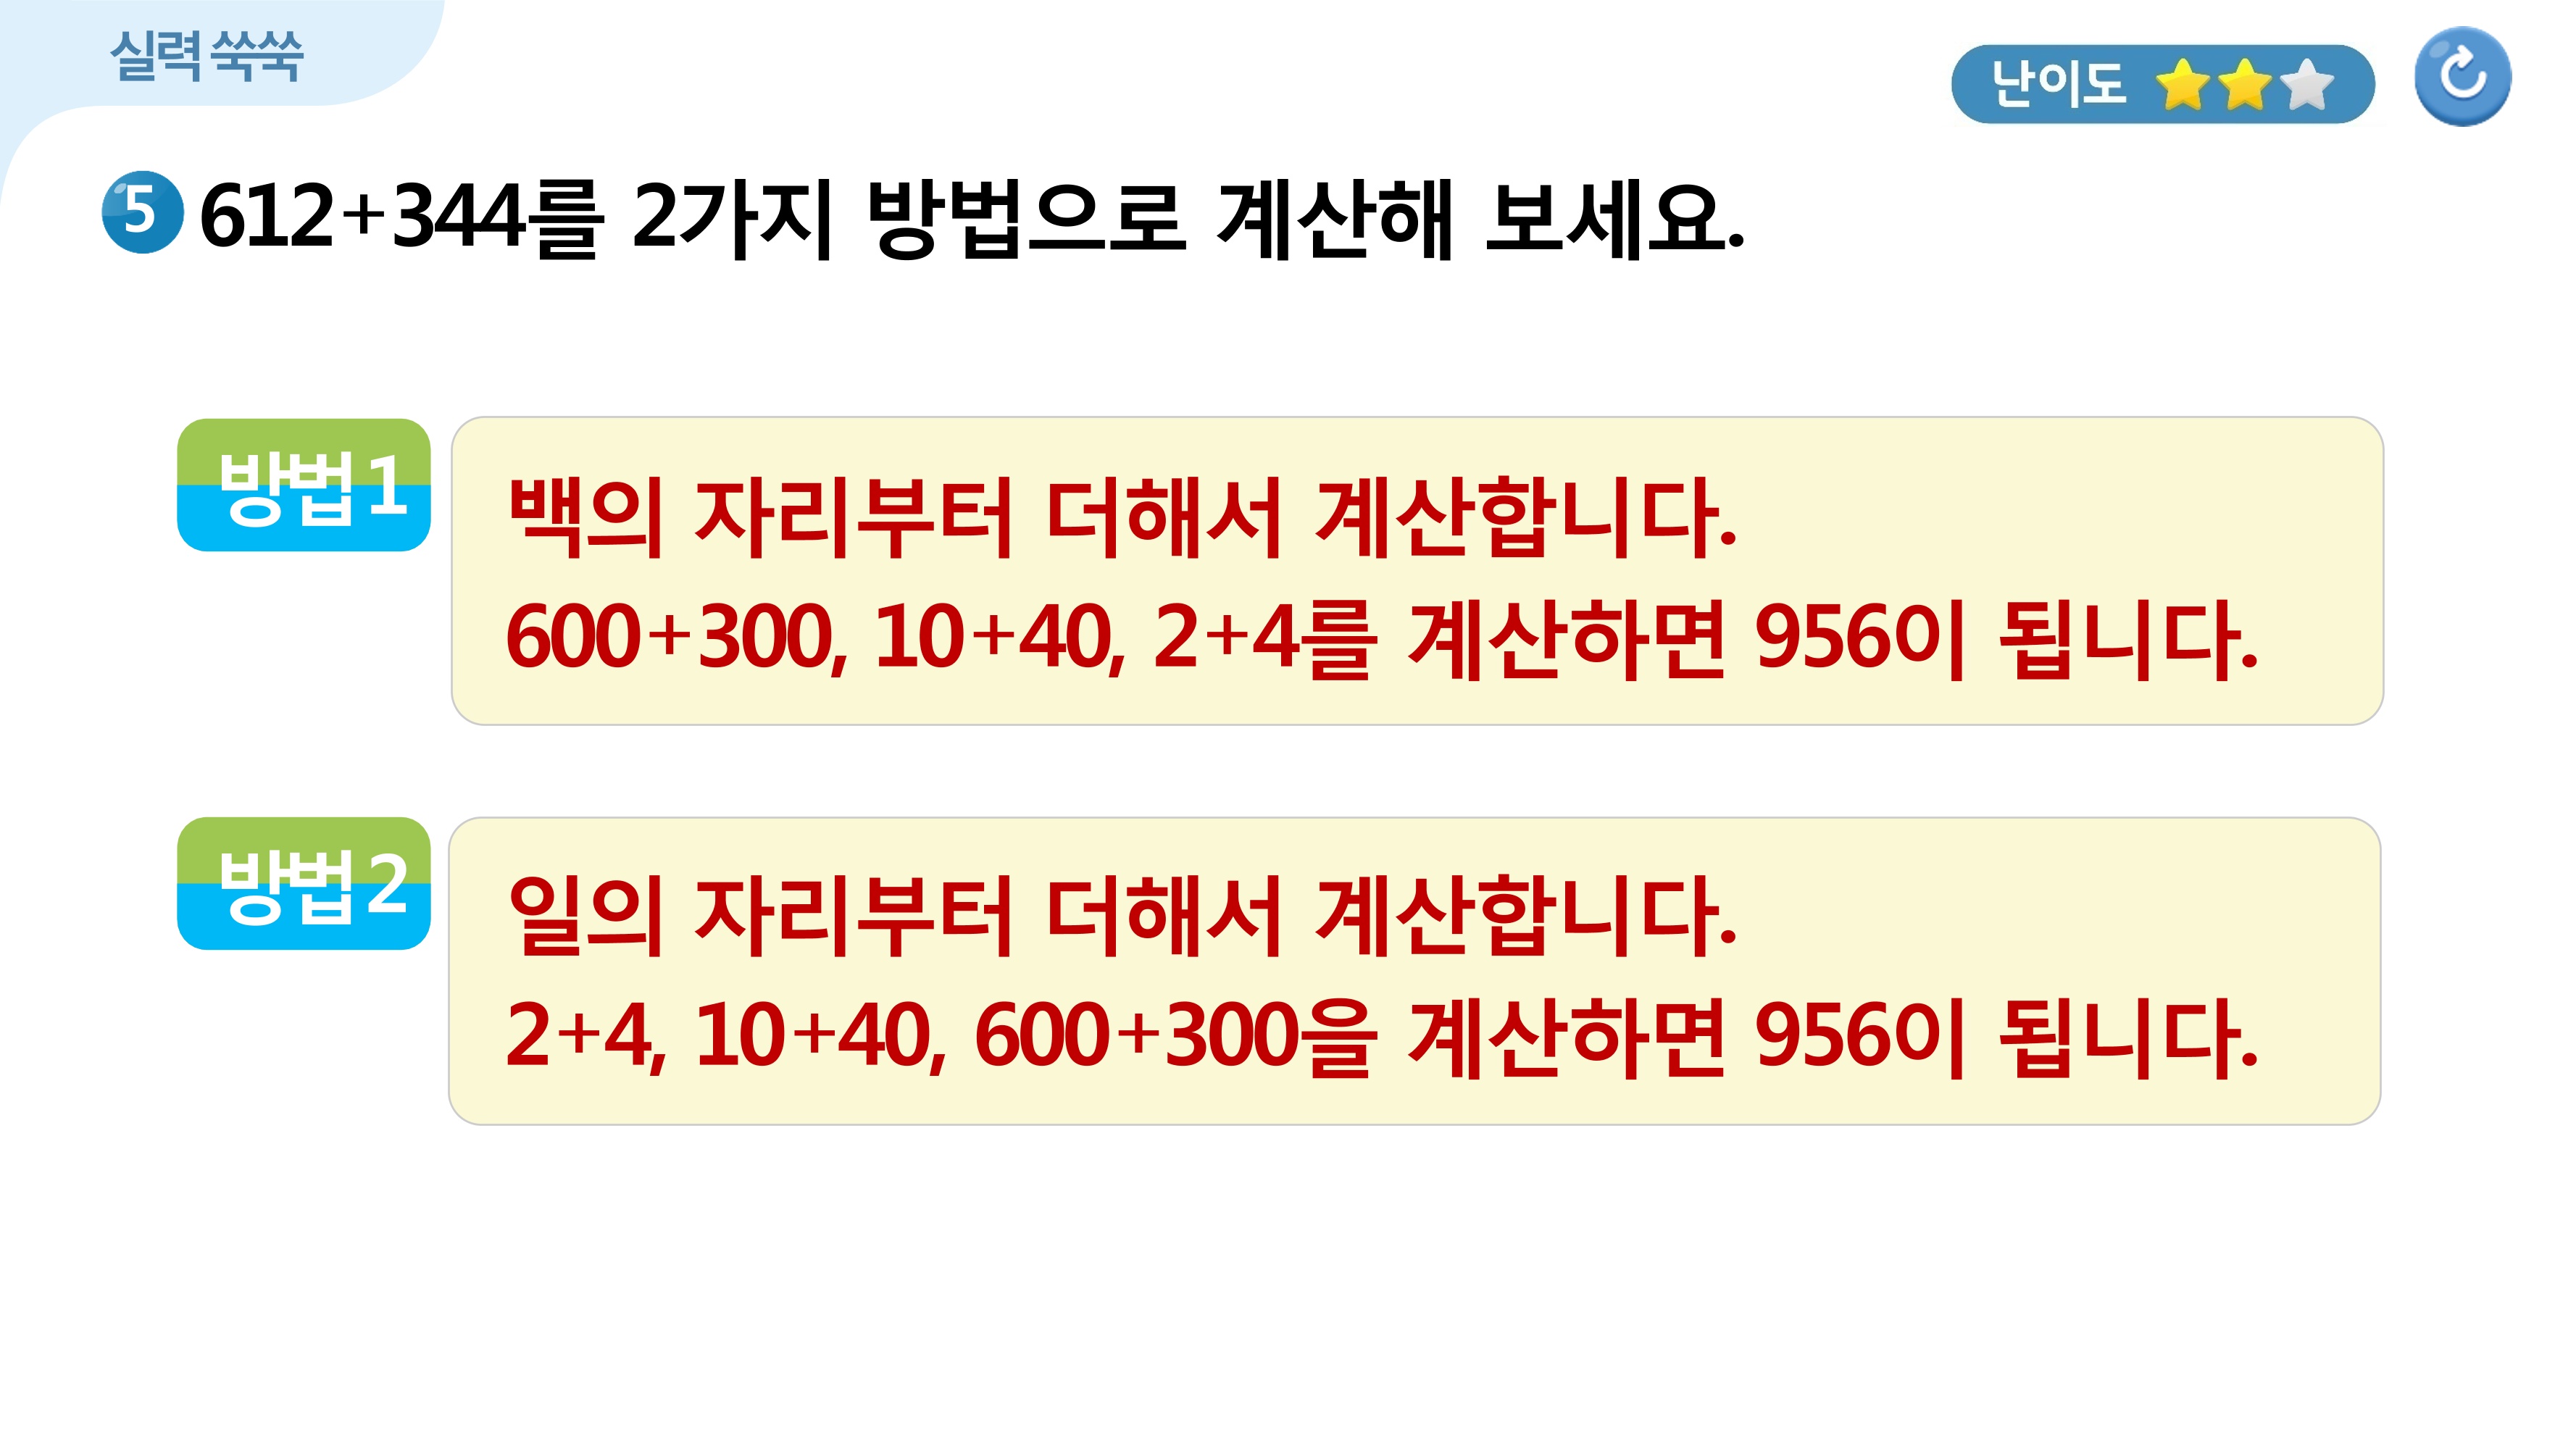 실력 쑥쑥
난이도
5 612+344를 2가지 방법으로 계산해 보세요.
방법1
백의 자리부터 더해서 계산합니다.
600+300, 10+40, 2+4를 계산하면 956이 됩니다.
방법2
일의 자리부터 더해서 계산합니다.
2+4, 10+40, 600+300을 계산하면 956이 됩니다.